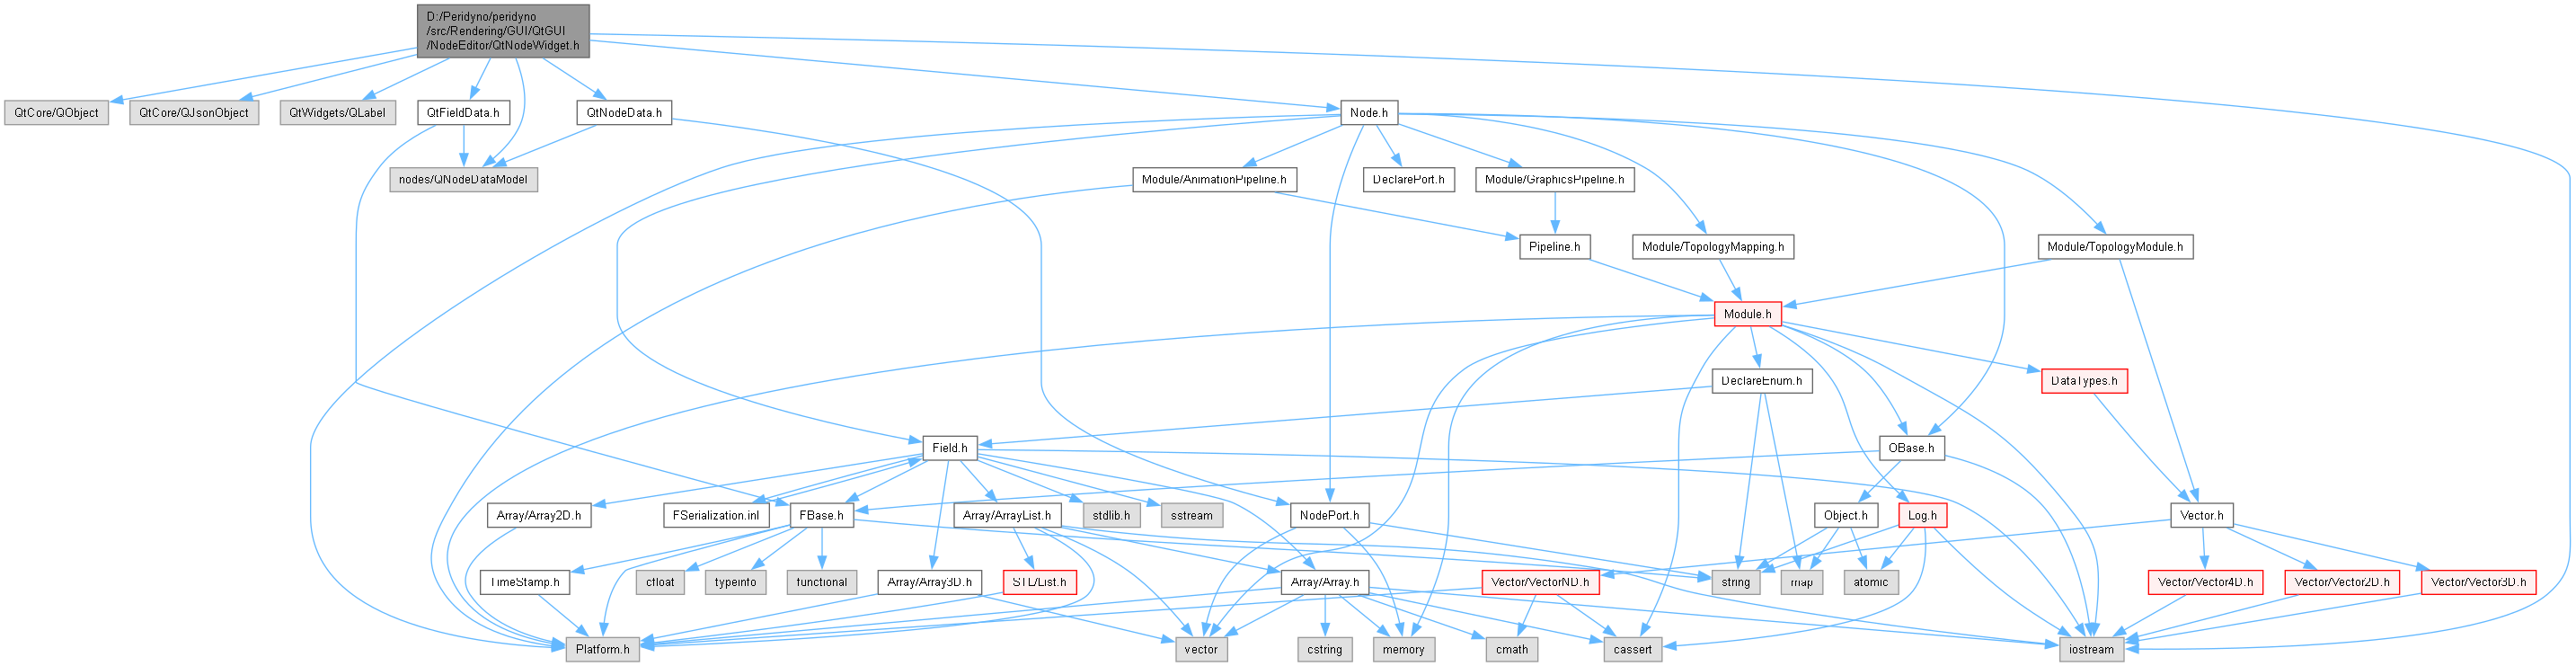 D:/Peridyno/peridyno
/src/Rendering/GUI/QtGUI
/NodeEditor/QtNodeWidget.h
QtCore/QObject
QtCore/QJsonObject
QtWidgets/QLabel
QtFieldData.h
QtNodeData.h
Node.h
nodes/QNodeDataModel
Module/AnimationPipeline.h
DeclarePort.h
Module/GraphicsPipeline.h
Pipeline.h
Module/TopologyMapping.h
Module/TopologyModule.h
Module.h
DeclareEnum.h
DataTypes.h
Field.h
OBase.h
Array/Array2D.h
FSerialization.inl
FBase.h
Array/ArrayList.h
stdlib.h
sstream
NodePort.h
Object.h
Log.h
Vector.h
TimeStamp.h
cfloat
typeinfo
functional
Array/Array3D.h
STL/List.h
Array/Array.h
Vector/VectorND.h
string
map
atomic
Vector/Vector4D.h
Vector/Vector2D.h
Vector/Vector3D.h
Platform.h
vector
cstring
memory
cmath
cassert
iostream